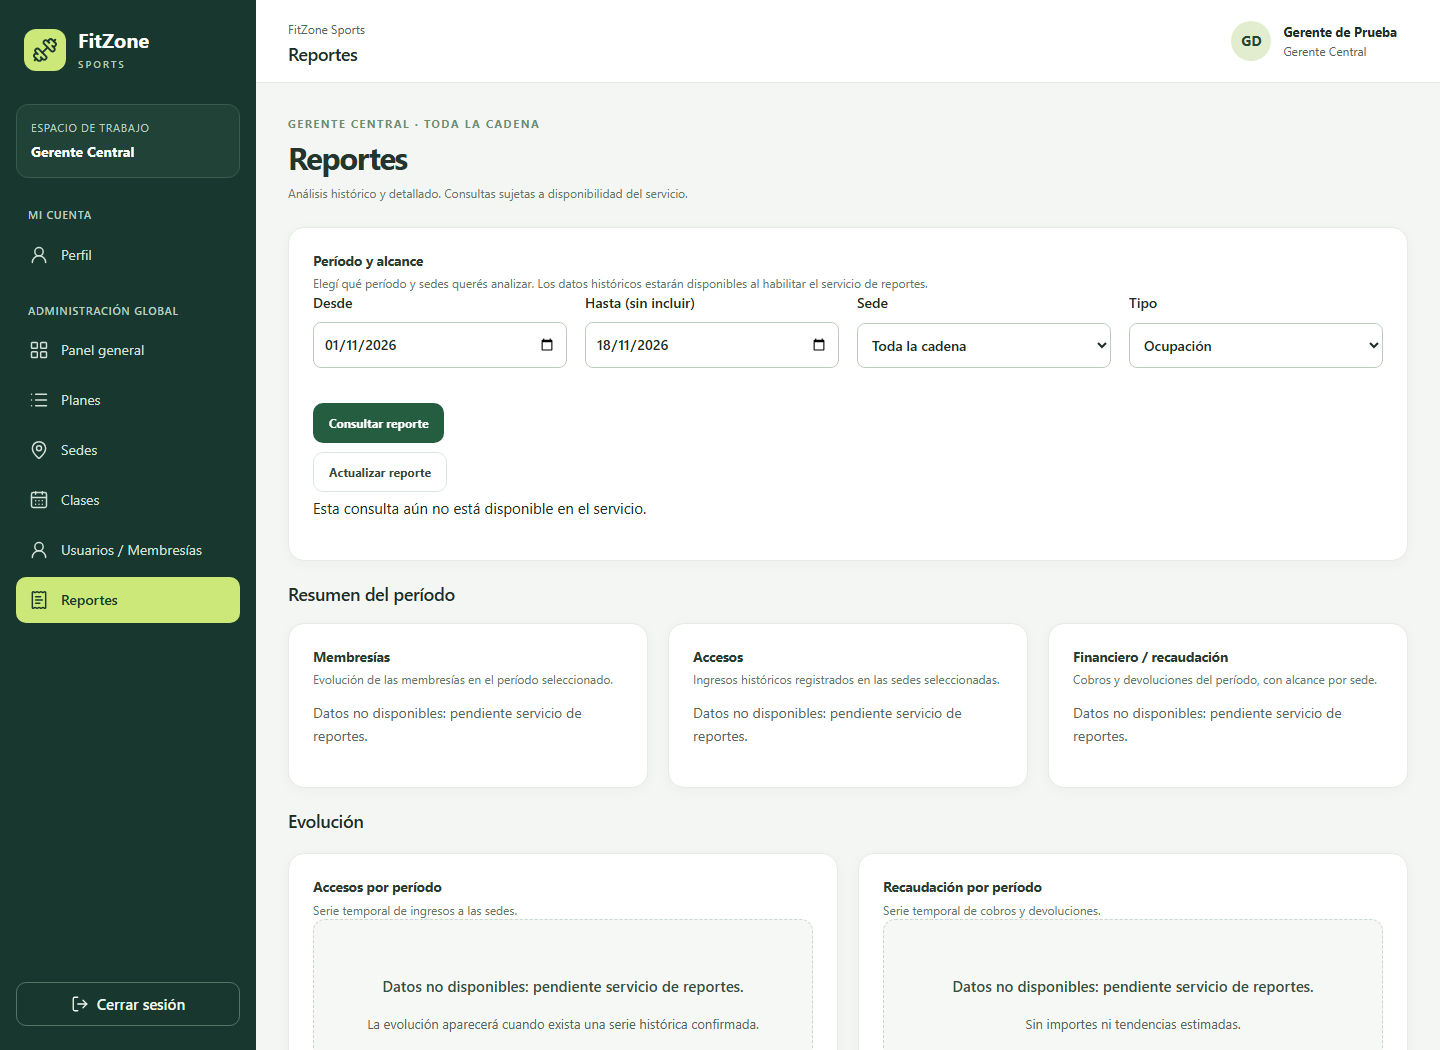 FitZone
SPORTS
ESPACIO DE TRABAJO
Gerente Central
MI CUENTA
Perfil
ADMINISTRACIÓN GLOBAL
Panel general
Planes
Sedes
Clases
Usuarios / Membresías
Reportes
Cerrar sesión
FitZone Sports
Reportes
GD
Gerente de Prueba
Gerente Central
GERENTE CENTRAL · TODA LA CADENA
Reportes
Análisis histórico y detallado. Consultas sujetas a disponibilidad del servicio.
Período y alcance
Elegí qué período y sedes querés analizar. Los datos históricos estarán disponibles al habilitar el servicio de reportes.
Desde
Hasta (sin incluir)
Sede
Tipo
01/11/2026
18/11/2026
Toda la cadena
Ocupación
Consultar reporte
Actualizar reporte
Esta consulta aún no está disponible en el servicio.
Resumen del período
Membresías
Evolución de las membresías en el período seleccionado.
Datos no disponibles: pendiente servicio de
reportes.
Accesos
Ingresos históricos registrados en las sedes seleccionadas.
Datos no disponibles: pendiente servicio de
reportes.
Financiero / recaudación
Cobros y devoluciones del período, con alcance por sede.
Datos no disponibles: pendiente servicio de
reportes.
Evolución
Accesos por período
Serie temporal de ingresos a las sedes.
Datos no disponibles: pendiente servicio de reportes.
La evolución aparecerá cuando exista una serie histórica confirmada.
Recaudación por período
Serie temporal de cobros y devoluciones.
Datos no disponibles: pendiente servicio de reportes.
Sin importes ni tendencias estimadas.